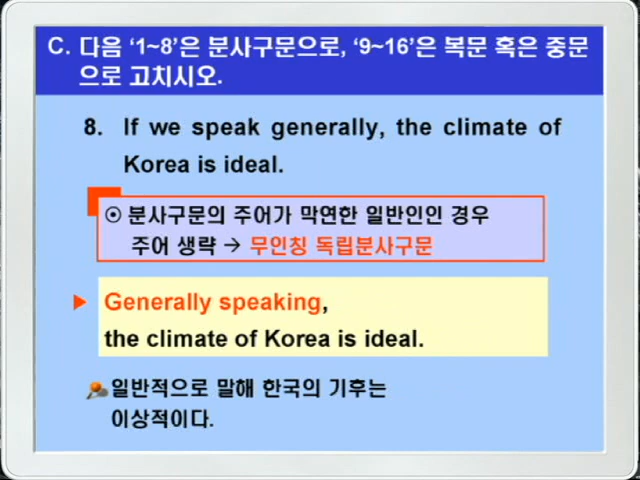 C. 다음 ‘1~8’은 분사구문으로, ‘9~16’은 복문 혹은 중문
으로 고치시오.
8. If we speak generally, the climate of
Korea is ideal.
⊙ 분사구문의 주어가 막연한 일반인인 경우
주어 생략 → 무인칭 독립분사구문
▶ Generally speaking,
the climate of Korea is ideal.
일반적으로 말해 한국의 기후는
이상적이다.